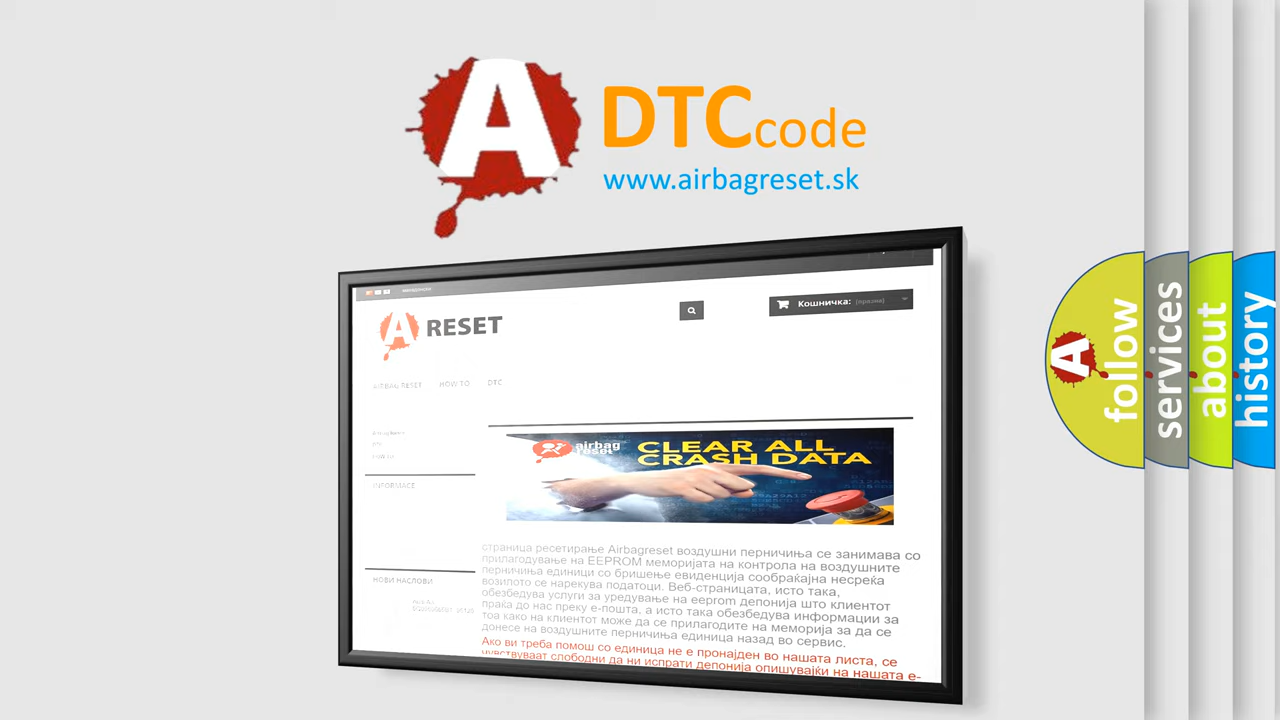 A DTCcode
www.airbagreset.sk
Кошничка: (празни)
A RESET
AIRBAG RESET HOW TO DTC
airbag
reset
CLEAR ALL
CRASH DATA
INFORMACE
страница ресетирање Airbagreset воздушни перничиња се занимава со
прилагодување на EEPROM меморијата на контрола на воздушните
перничиња единици со бришење евиденција сообраќајна несреќа
возилото се нарекува податоци. Веб-страницата, исто така,
обезбедува услуги за уредување на eeprom депонија што клиентот
праќа до нас преку е-пошта, а исто така обезбедува информации за
тоа како на клиентот може да се прилагодите на меморија за да се
донесе на воздушните перничиња единица назад во сервис.
НОВИ НАСЛОВИ
Ако ви треба помош со единица не е пронајден во нашата листа, се
чувствуваат слободни да ни испрати депонија опишувајќи на нашата е-
A follow
services
about
history